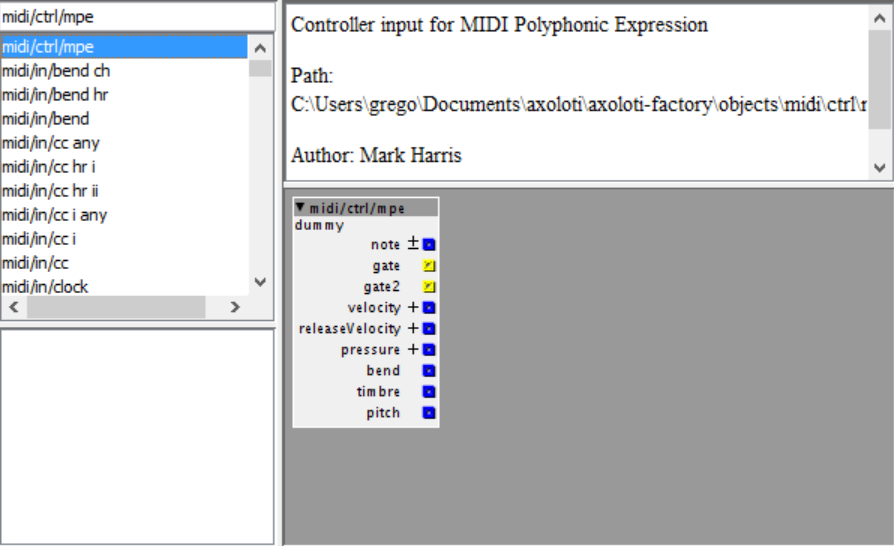 midi/ctrl/mpe
midi/ctrl/mpe
midi/in/bend ch
midi/in/bend hr
midi/in/bend
midi/in/cc any
midi/in/cc hr i
midi/in/cc hr ii
midi/in/cc i any
midi/in/cc i
midi/in/cc
midi/in/clock
Controller input for MIDI Polyphonic Expression
Path:
C:\Users\grego\Documents\axoloti\axoloti-factory\objects\midi\ctrl\
Author: Mark Harris
midi/ctrl/mpe
dummy
note ±
gate
gate2
velocity +
releaseVelocity +
pressure +
bend
timbre
pitch